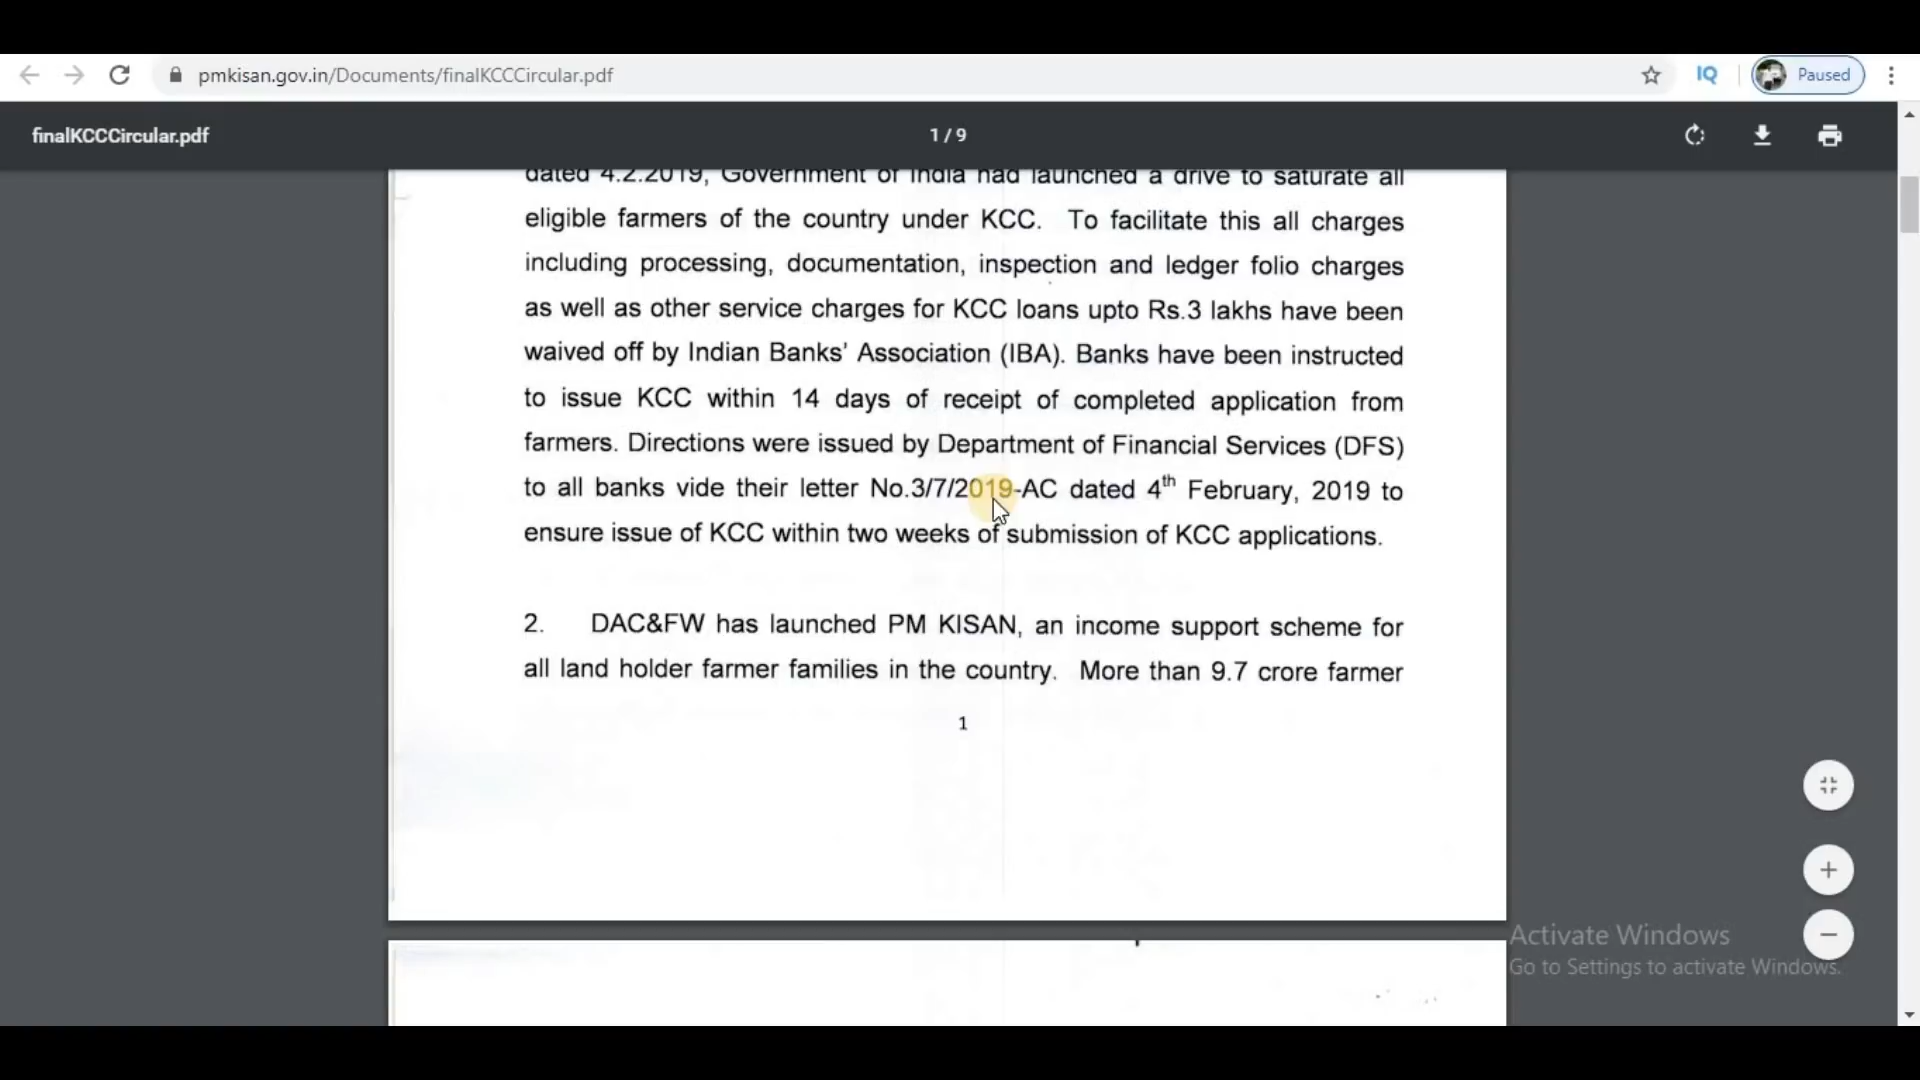 pmkisan.gov.in/Documents/finalKCCCircular.pdf
IQ
Paused
finalKCCCircular.pdf
1 / 9
dated 4.2.2019, Government of India had launched a drive to saturate all
eligible farmers of the country under KCC. To facilitate this all charges
including processing, documentation, inspection and ledger folio charges
as well as other service charges for KCC loans upto Rs.3 lakhs have been
waived off by Indian Banks' Association (IBA). Banks have been instructed
to issue KCC within 14 days of receipt of completed application from
farmers. Directions were issued by Department of Financial Services (DFS)
to all banks vide their letter No.3/7/2019-AC dated 4th February, 2019 to
ensure issue of KCC within two weeks of submission of KCC applications.
2. DAC&FW has launched PM KISAN, an income support scheme for
all land holder farmer families in the country. More than 9.7 crore farmer
1
Activate Windows
Go to Settings to activate Windows.